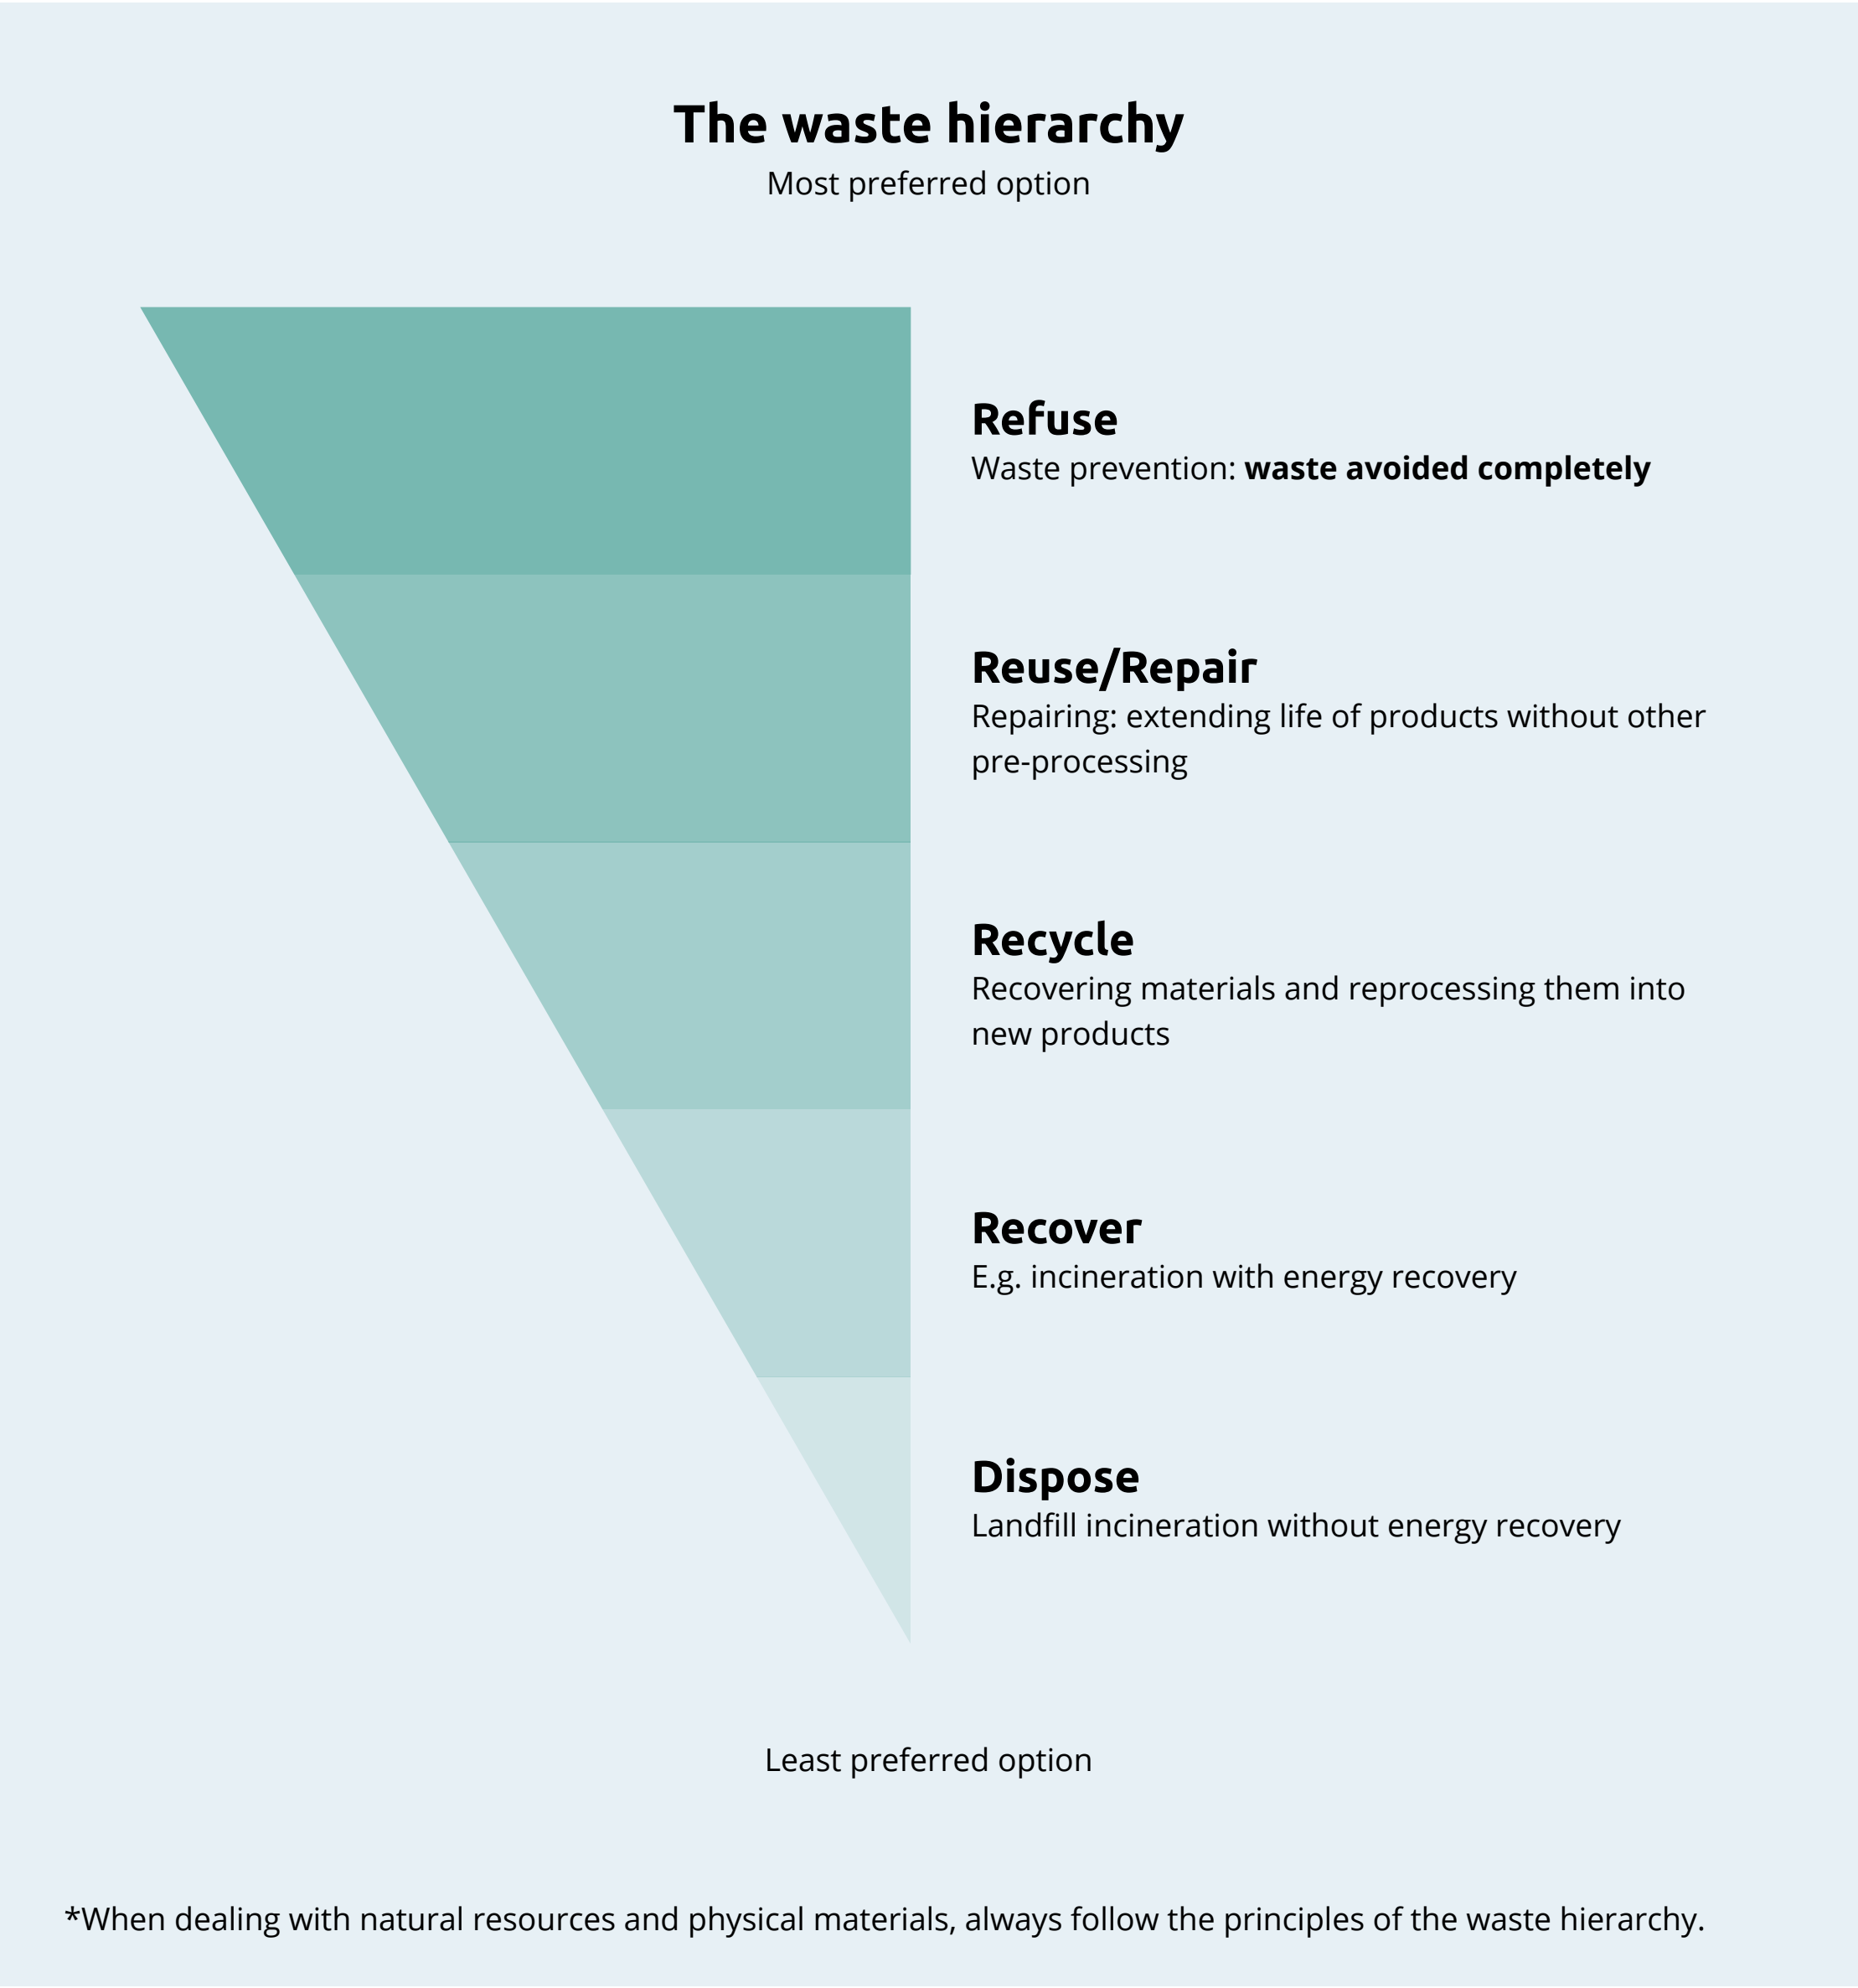 The waste hierarchy
Most preferred option
Refuse
Waste prevention: waste avoided completely
Reuse/Repair
Repairing: extending life of products without other
pre-processing
Recycle
Recovering materials and reprocessing them into
new products
Recover
E.g. incineration with energy recovery
Dispose
Landfill incineration without energy recovery
Least preferred option
*When dealing with natural resources and physical materials, always follow the principles of the waste hierarchy.